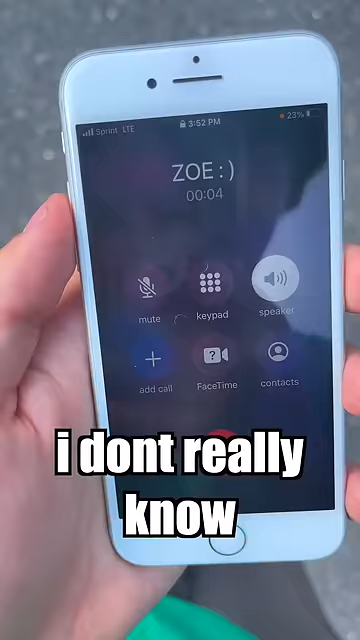 Sprint LTE 3:52 PM 23%
ZOE : )
00:04
mute keypad speaker
add call FaceTime contacts
i dont really
know